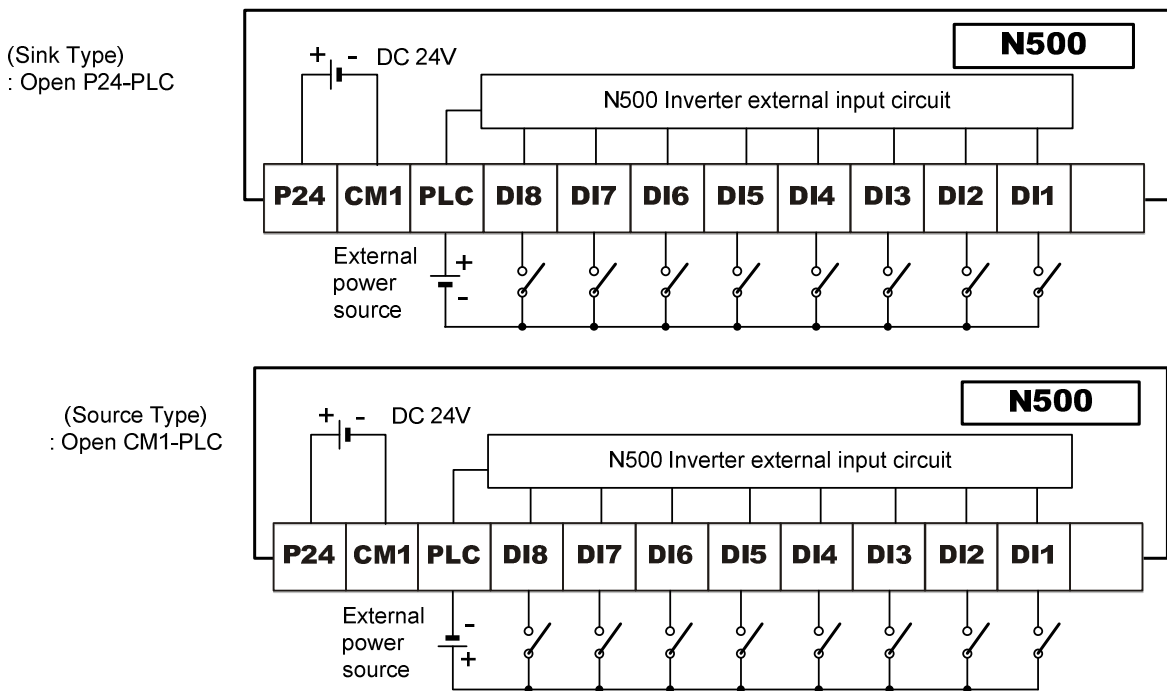 (Sink Type)
: Open P24-PLC
+ - DC 24V
N500
N500 Inverter external input circuit
P24 CM1 PLC DI8 DI7 DI6 DI5 DI4 DI3 DI2 DI1
External
power
source
+
-
(Source Type)
: Open CM1-PLC
+ - DC 24V
N500
N500 Inverter external input circuit
P24 CM1 PLC DI8 DI7 DI6 DI5 DI4 DI3 DI2 DI1
External
power
source
-
+